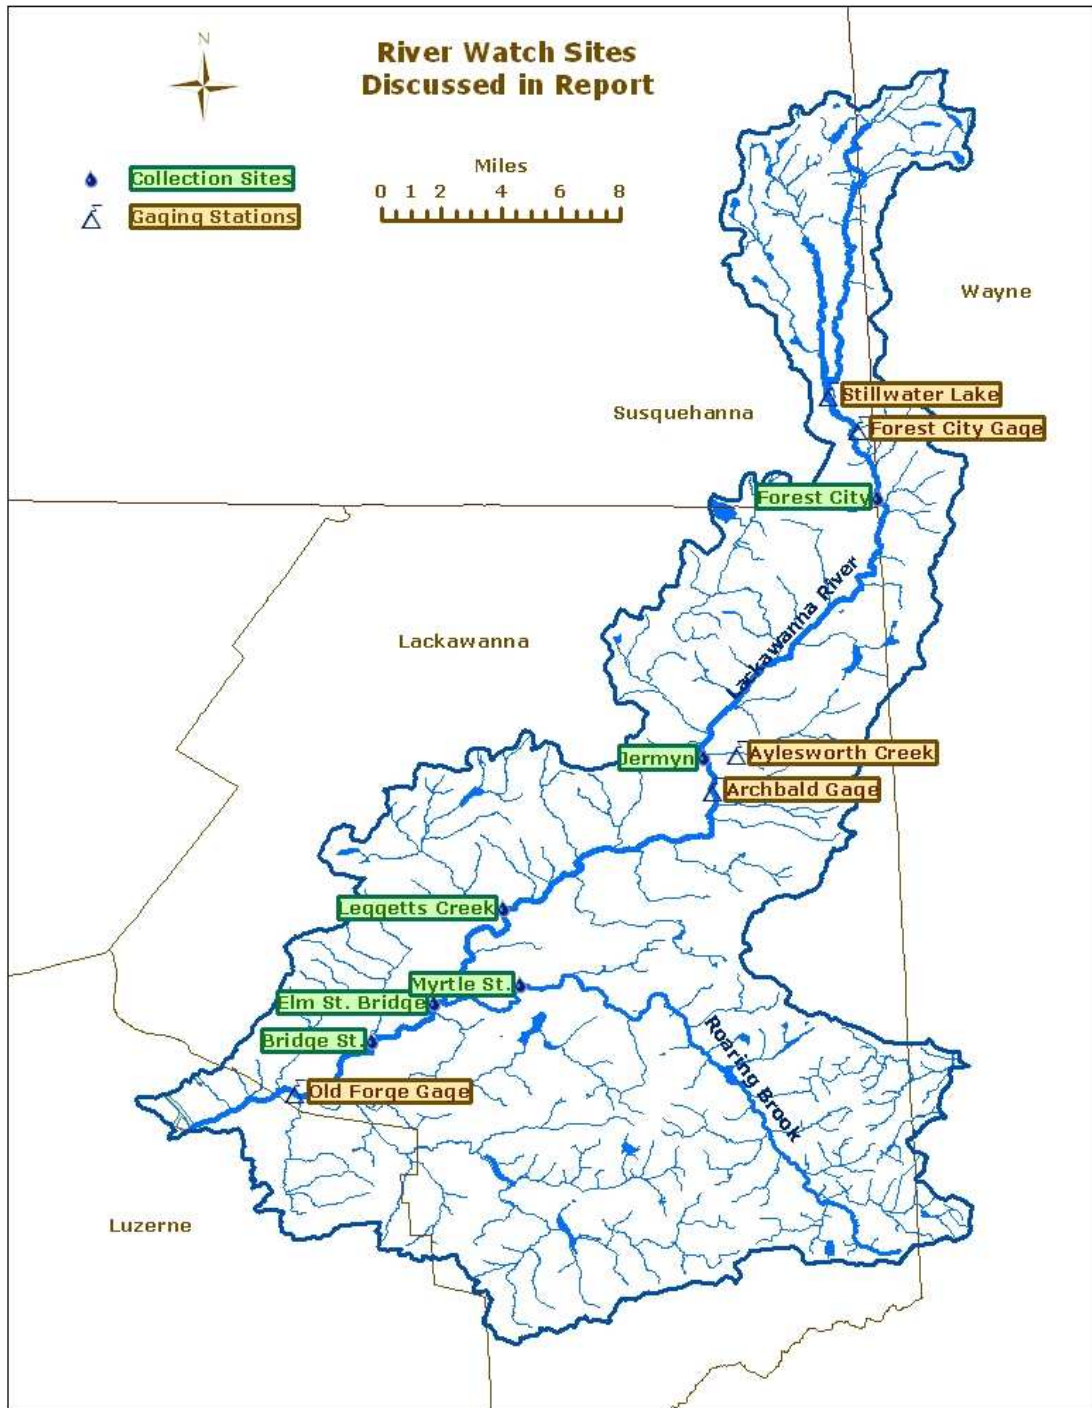 N
River Watch Sites
Discussed in Report
Collection Sites
Gaging Stations
Miles
0 1 2 4 6 8
Wayne
Stillwater Lake
Susquehanna
Forest City Gage
Forest City
Lackawanna River
Lackawanna
Jermyn
Aylesworth Creek
Archbald Gage
Leggetts Creek
Myrtle St.
Elm St. Bridge
Bridge St.
Roaring Brook
Old Forge Gage
Luzerne